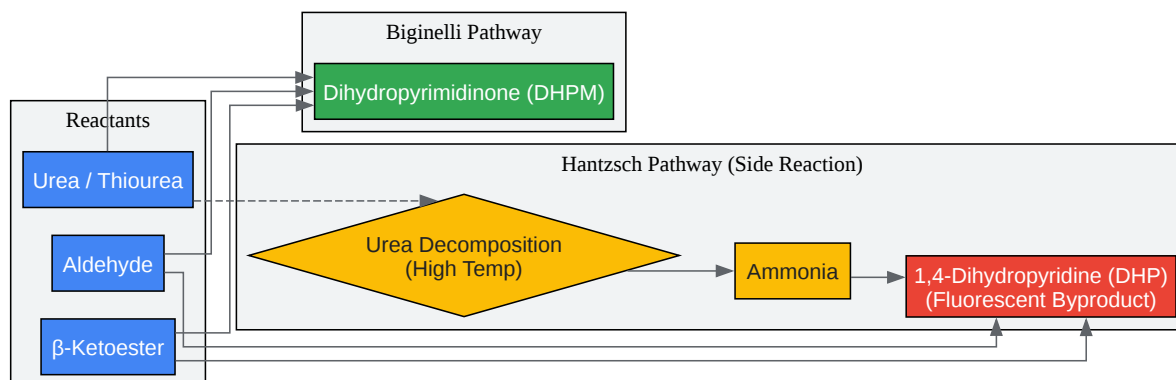 Biginelli Pathway
Dihydropyrimidinone (DHPM)
Reactants
Urea / Thiourea
Aldehyde
β-Ketoester
Hantzsch Pathway (Side Reaction)
Urea Decomposition
(High Temp)
Ammonia
1,4-Dihydropyridine (DHP)
(Fluorescent Byproduct)